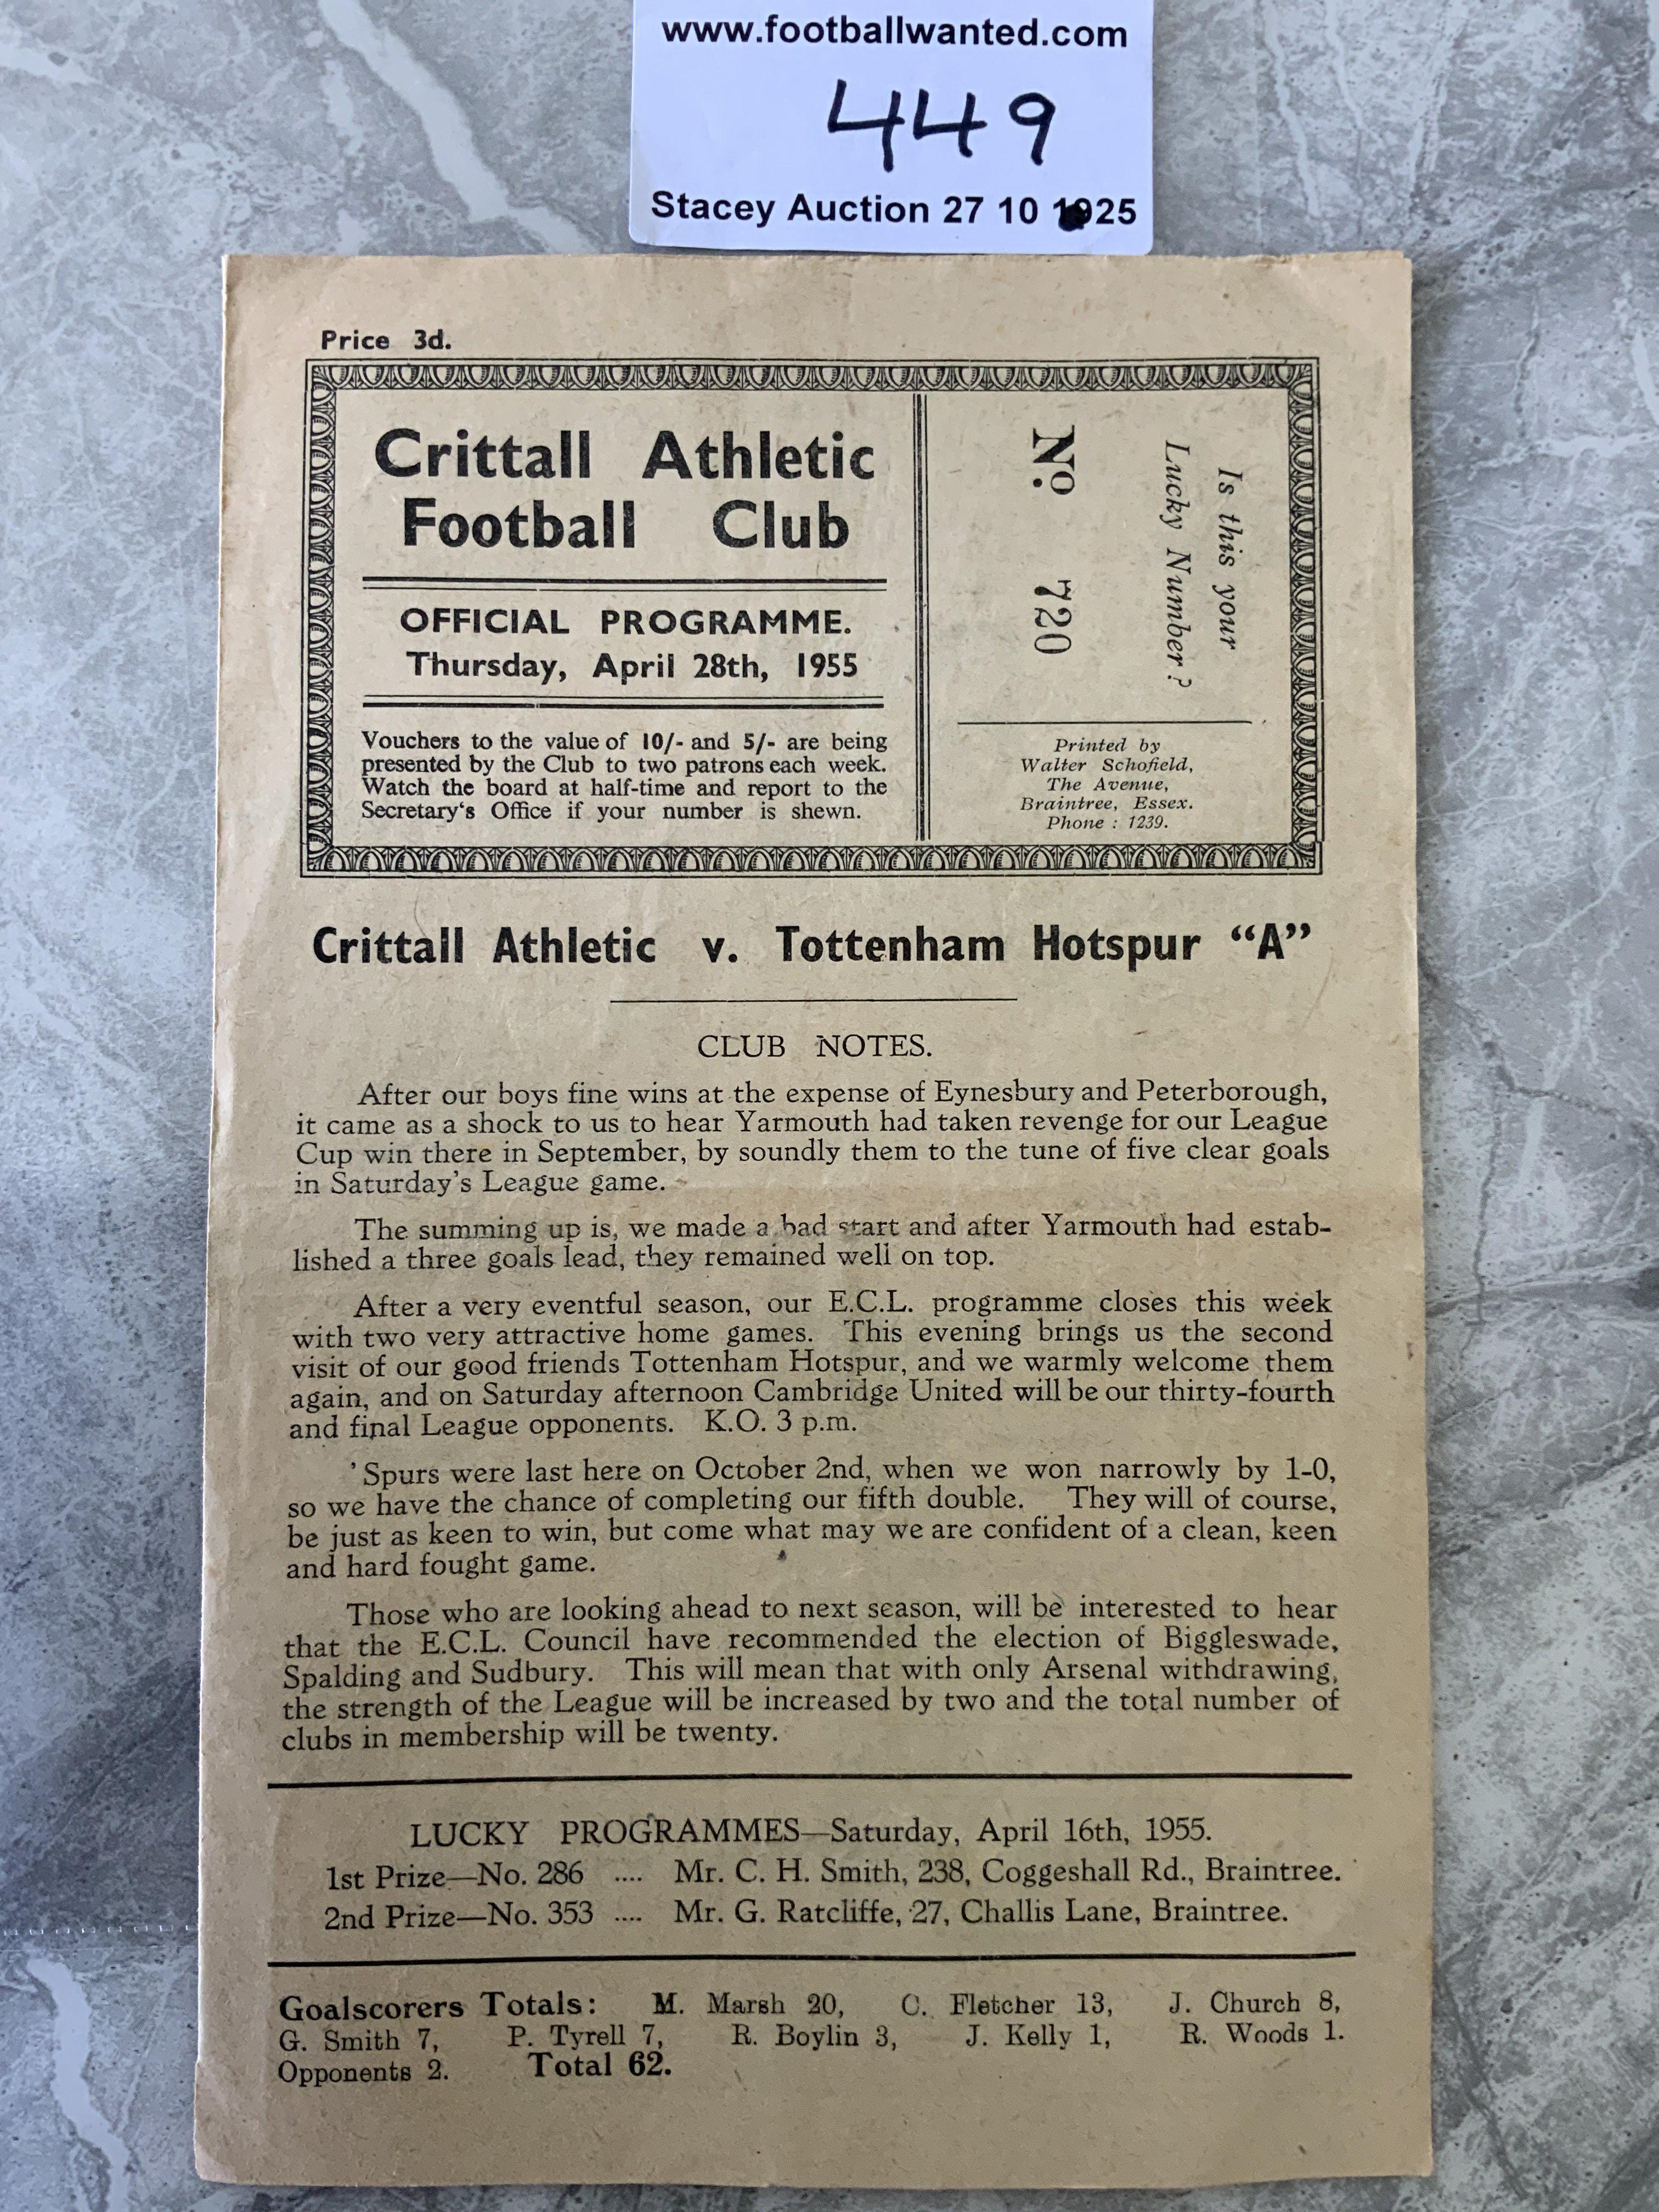 www.footballwanted.com
449
Stacey Auction 27 10 1925
Price 3d.
Crittall Athletic
Football Club
OFFICIAL PROGRAMME.
Thursday, April 28th, 1955
Vouchers to the value of 10/- and 5/- are being
presented by the Club to two patrons each week.
Watch the board at half-time and report to the
Secretary's Office if your number is shewn.
Is this your
Lucky Number?
No. 720
Printed by
Walter Schofield,
The Avenue,
Braintree, Essex.
Phone : 1239.
Crittall Athletic v. Tottenham Hotspur "A"
CLUB NOTES.
After our boys fine wins at the expense of Eynesbury and Peterborough,
it came as a shock to us to hear Yarmouth had taken revenge for our League
Cup win there in September, by soundly them to the tune of five clear goals
in Saturday's League game.
The summing up is, we made a bad start and after Yarmouth had estab-
lished a three goals lead, they remained well on top.
After a very eventful season, our E.C.L. programme closes this week
with two very attractive home games. This evening brings us the second
visit of our good friends Tottenham Hotspur, and we warmly welcome them
again, and on Saturday afternoon Cambridge United will be our thirty-fourth
and final League opponents. K.O. 3 p.m.
'Spurs were last here on October 2nd, when we won narrowly by 1-0,
so we have the chance of completing our fifth double. They will of course,
be just as keen to win, but come what may we are confident of a clean, keen
and hard fought game.
Those who are looking ahead to next season, will be interested to hear
that the E.C.L. Council have recommended the election of Biggleswade,
Spalding and Sudbury. This will mean that with only Arsenal withdrawing,
the strength of the League will be increased by two and the total number of
clubs in membership will be twenty.
LUCKY PROGRAMMES—Saturday, April 16th, 1955.
1st Prize—No. 286 .... Mr. C. H. Smith, 238, Coggeshall Rd., Braintree.
2nd Prize—No. 353 .... Mr. G. Ratcliffe, 27, Challis Lane, Braintree.
Goalscorers Totals: M. Marsh 20, C. Fletcher 13, J. Church 8,
G. Smith 7, P. Tyrell 7, R. Boylin 3, J. Kelly 1, R. Woods 1.
Opponents 2. Total 62.